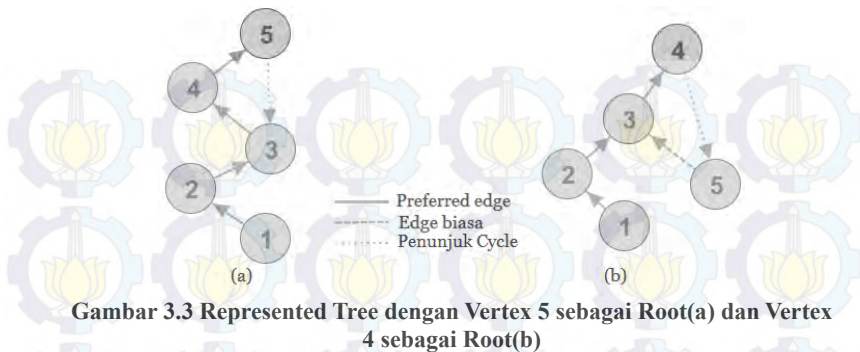 5
4
3
2
1
(a)
Preferred edge
Edge biasa
Penunjuk Cycle
4
3
2
5
1
(b)
Gambar 3.3 Represented Tree dengan Vertex 5 sebagai Root(a) dan Vertex
4 sebagai Root(b)